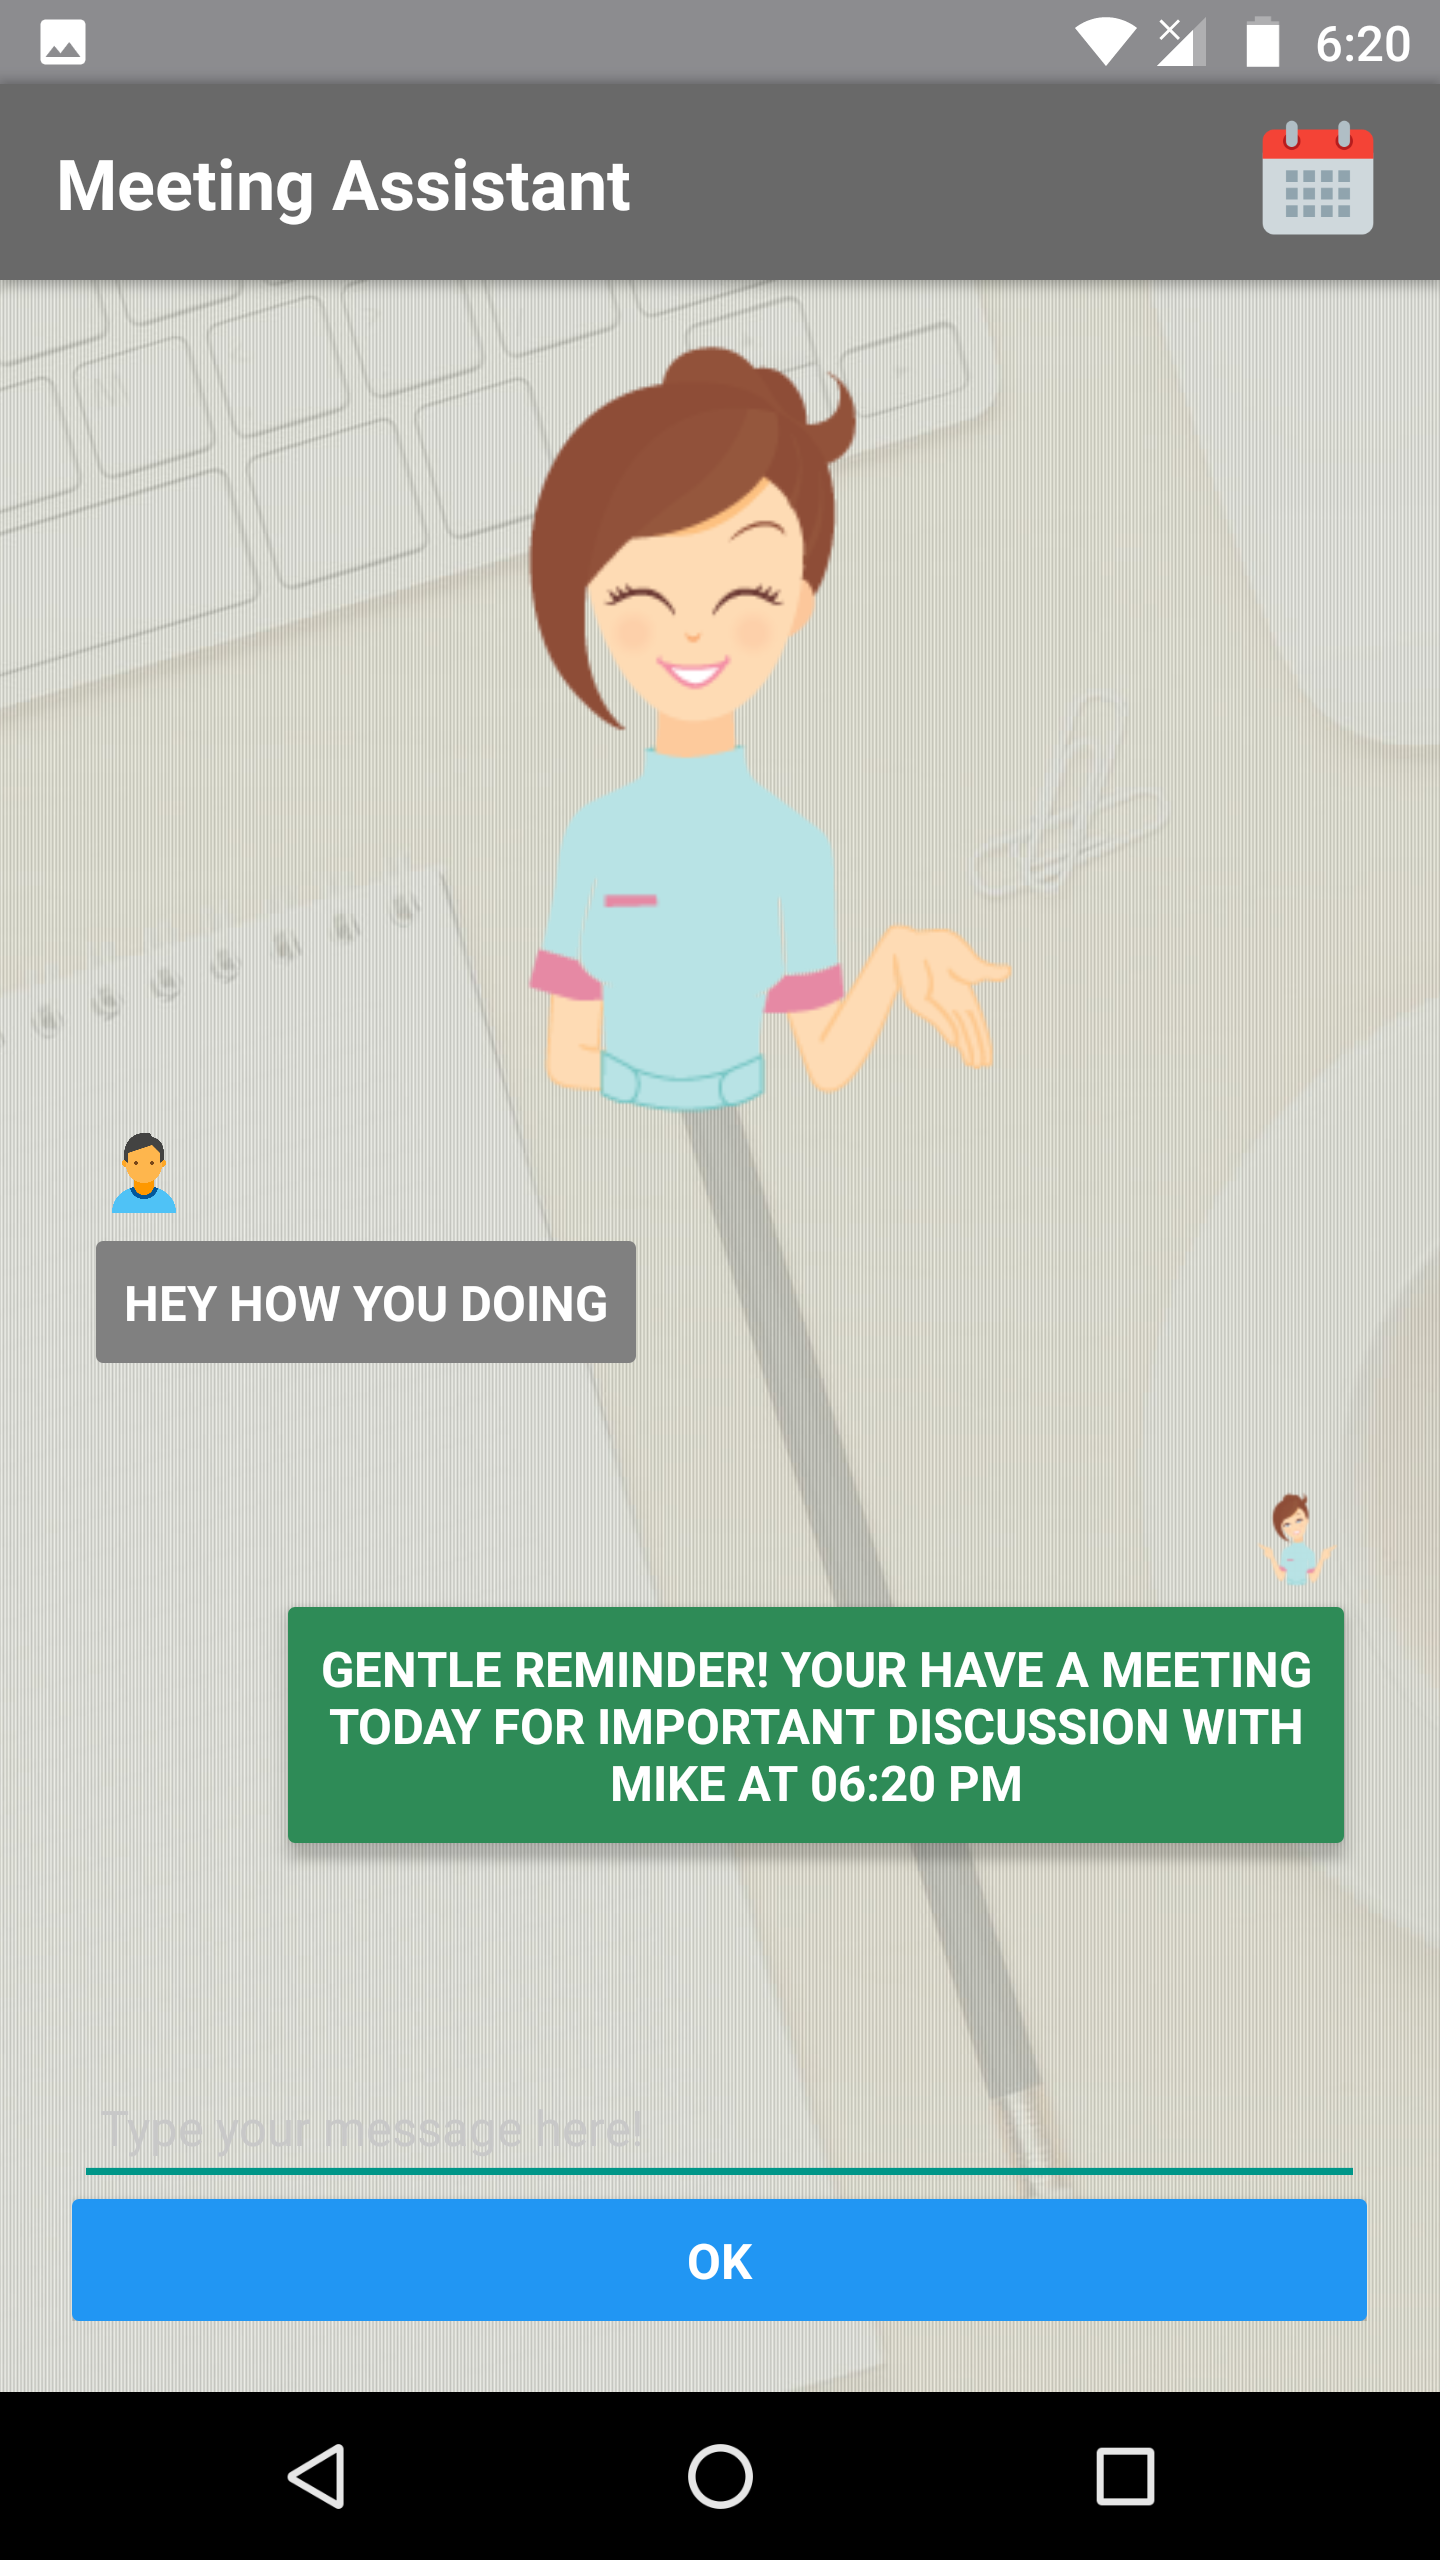 6:20
Meeting Assistant
HEY HOW YOU DOING
GENTLE REMINDER! YOUR HAVE A MEETING
TODAY FOR IMPORTANT DISCUSSION WITH
MIKE AT 06:20 PM
Type your message here!
OK